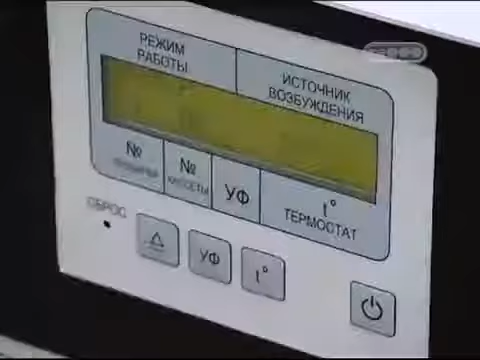 РЕЖИМ
РАБОТЫ
ИСТОЧНИК
ВОЗБУЖДЕНИЯ
№
№
КАССЕТЫ
УФ
t°
ТЕРМОСТАТ
СБРОС
УФ
t°